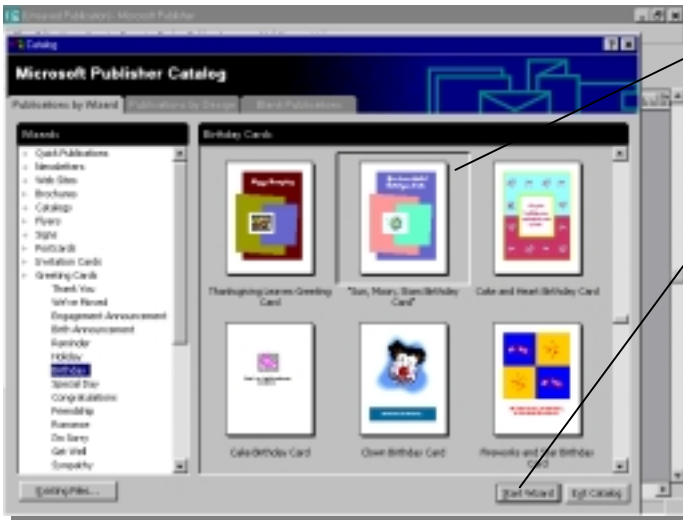 (Unsaved Publication) - Microsoft Publisher
Catalog
Microsoft Publisher Catalog
Publications by Wizard
Publications by Design
Blank Publications
Wizards
Quick Publications
Newsletters
Web Sites
Brochures
Catalogs
Flyers
Signs
Postcards
Invitation Cards
Greeting Cards
Thank You
We've Moved
Engagement Announcement
Birth Announcement
Reminder
Holiday
Birthday
Special Day
Congratulations
Friendship
Romance
I'm Sorry
Get Well
Sympathy
Existing Files...
Birthday Cards
Thanksgiving Leaves Greeting
Card
"Sun, Moon, Stars Birthday
Card"
Cake and Heart Birthday Card
Cake Birthday Card
Clown Birthday Card
Fireworks and Star Birthday
Card
Start Wizard
Exit Catalog